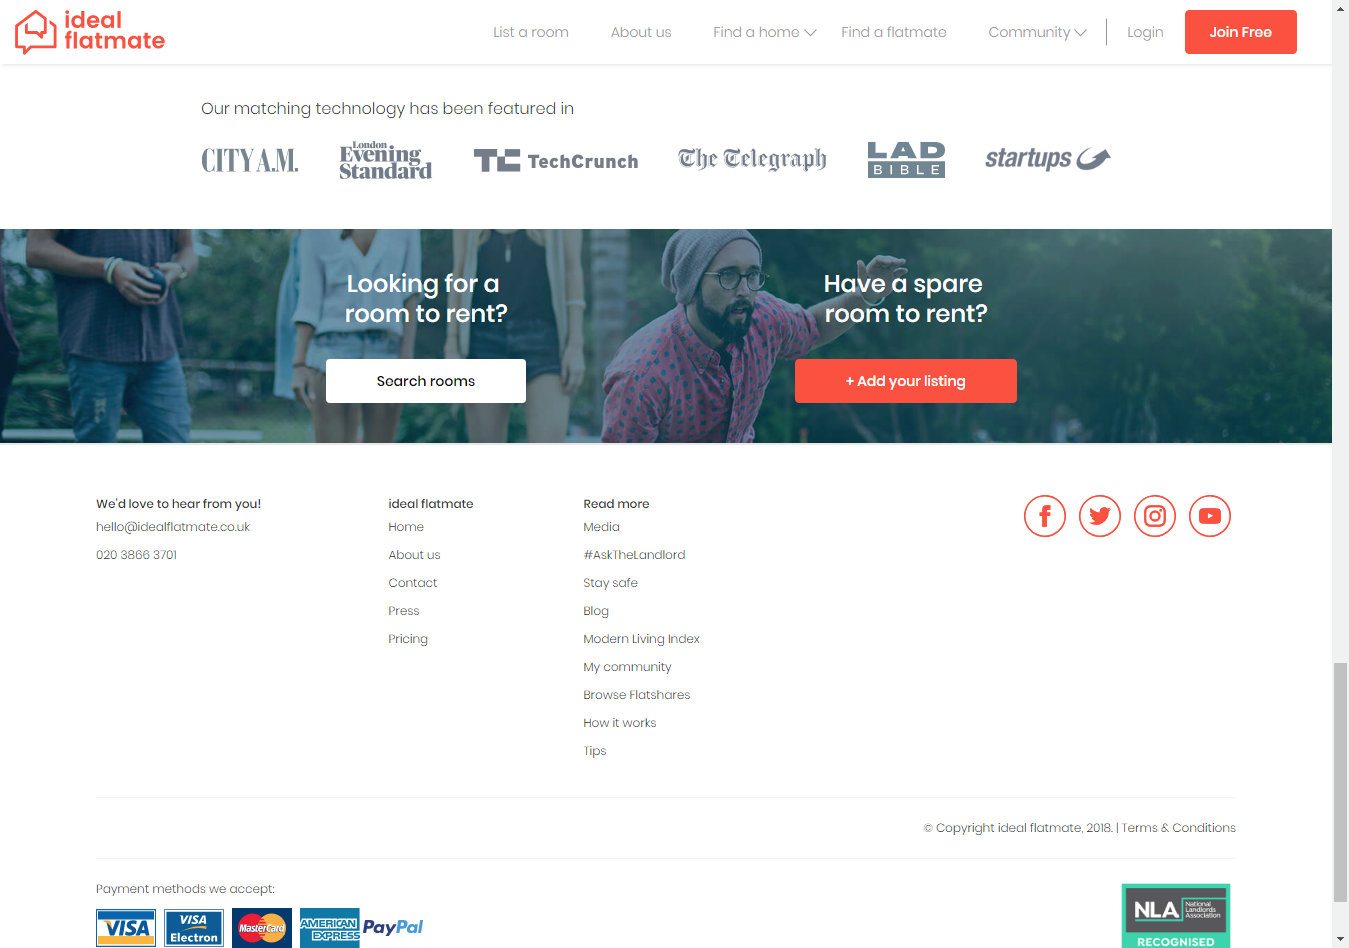 ideal
flatmate
List a room
About us
Find a home
Find a flatmate
Community
Login
Join Free
Our matching technology has been featured in
CITY A.M.
London
Evening
Standard
TC TechCrunch
The Telegraph
LAD
BIBLE
startups
Looking for a
room to rent?
Search rooms
Have a spare
room to rent?
+ Add your listing
We'd love to hear from you!
hello@idealflatmate.co.uk
020 3866 3701
ideal flatmate
Home
About us
Contact
Press
Pricing
Read more
Media
#AskTheLandlord
Stay safe
Blog
Modern Living Index
My community
Browse Flatshares
How it works
Tips
© Copyright ideal flatmate, 2018. | Terms & Conditions
Payment methods we accept:
VISA
VISA
Electron
MasterCard
AMERICAN
EXPRESS
PayPal
NLA
National
Landlords
Association
RECOGNISED